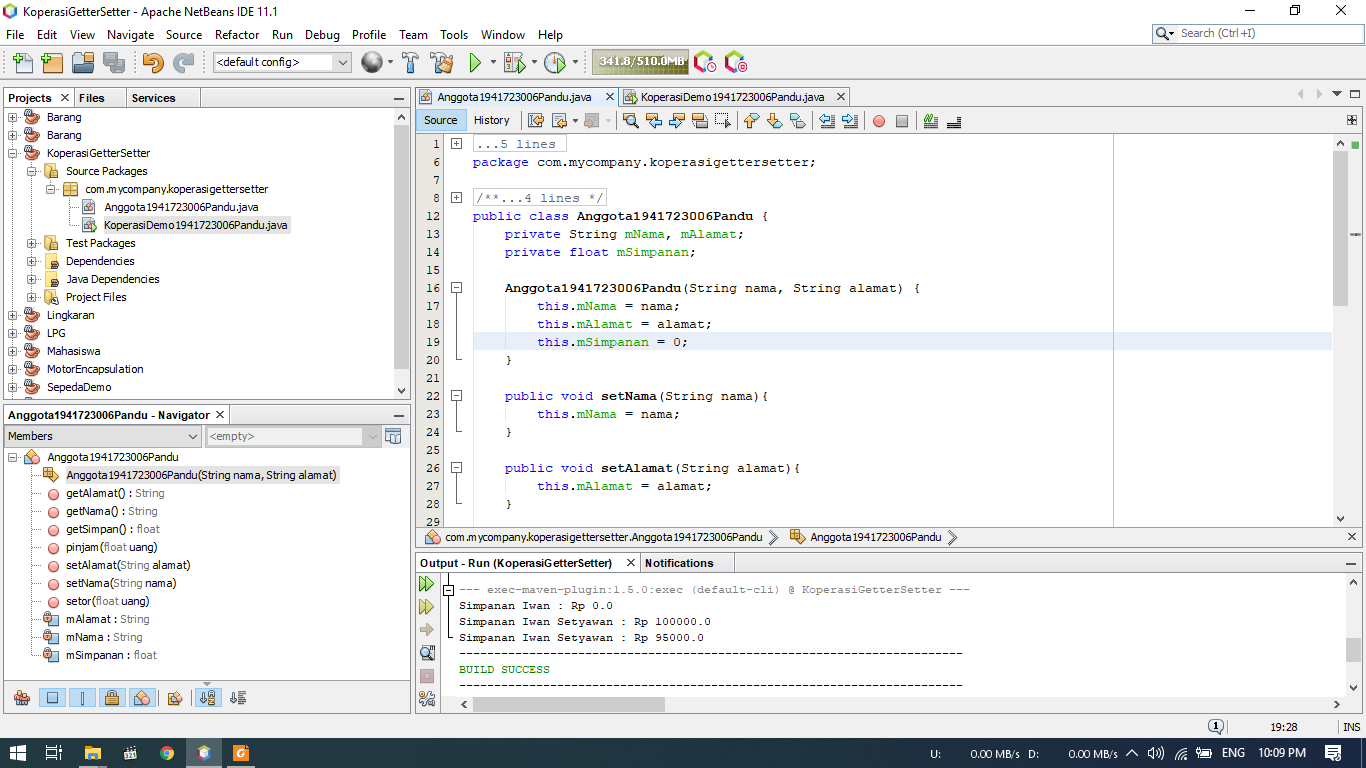 KoperasiGetterSetter - Apache NetBeans IDE 11.1
File Edit View Navigate Source Refactor Run Debug Profile Team Tools Window Help
Search (Ctrl+I)
<default config>
341.8/510.0MB
Projects
Files
Services
Barang
Barang
KoperasiGetterSetter
Source Packages
com.mycompany.koperasigettersetter
Anggota1941723006Pandu.java
KoperasiDemo1941723006Pandu.java
Test Packages
Dependencies
Java Dependencies
Project Files
Lingkaran
LPG
Mahasiswa
MotorEncapsulation
SepedaDemo
Anggota1941723006Pandu - Navigator
Members
<empty>
Anggota1941723006Pandu
Anggota1941723006Pandu(String nama, String alamat)
getAlamat() : String
getNama() : String
getSimpan() : float
pinjam(float uang)
setAlamat(String alamat)
setNama(String nama)
setor(float uang)
mAlamat : String
mNama : String
mSimpanan : float
Anggota1941723006Pandu.java
KoperasiDemo1941723006Pandu.java
Source
History
1 ...5 lines
6 package com.mycompany.koperasigettersetter;
7
8 /**...4 lines */
12 public class Anggota1941723006Pandu {
13 private String mNama, mAlamat;
14 private float mSimpanan;
15
16 Anggota1941723006Pandu(String nama, String alamat) {
17 this.mNama = nama;
18 this.mAlamat = alamat;
19 this.mSimpanan = 0;
20 }
21
22 public void setNama(String nama){
23 this.mNama = nama;
24 }
25
26 public void setAlamat(String alamat){
27 this.mAlamat = alamat;
28 }
29
com.mycompany.koperasigettersetter.Anggota1941723006Pandu
Anggota1941723006Pandu
Output - Run (KoperasiGetterSetter)
Notifications
--- exec-maven-plugin:1.5.0:exec (default-cli) @ KoperasiGetterSetter ---
Simpanan Iwan : Rp 0.0
Simpanan Iwan Setyawan : Rp 100000.0
Simpanan Iwan Setyawan : Rp 95000.0
------------------------------------------------------------------------
BUILD SUCCESS
------------------------------------------------------------------------
1
19:28
INS
U: 0.00 MB/s D: 0.00 MB/s
ENG
10:09 PM